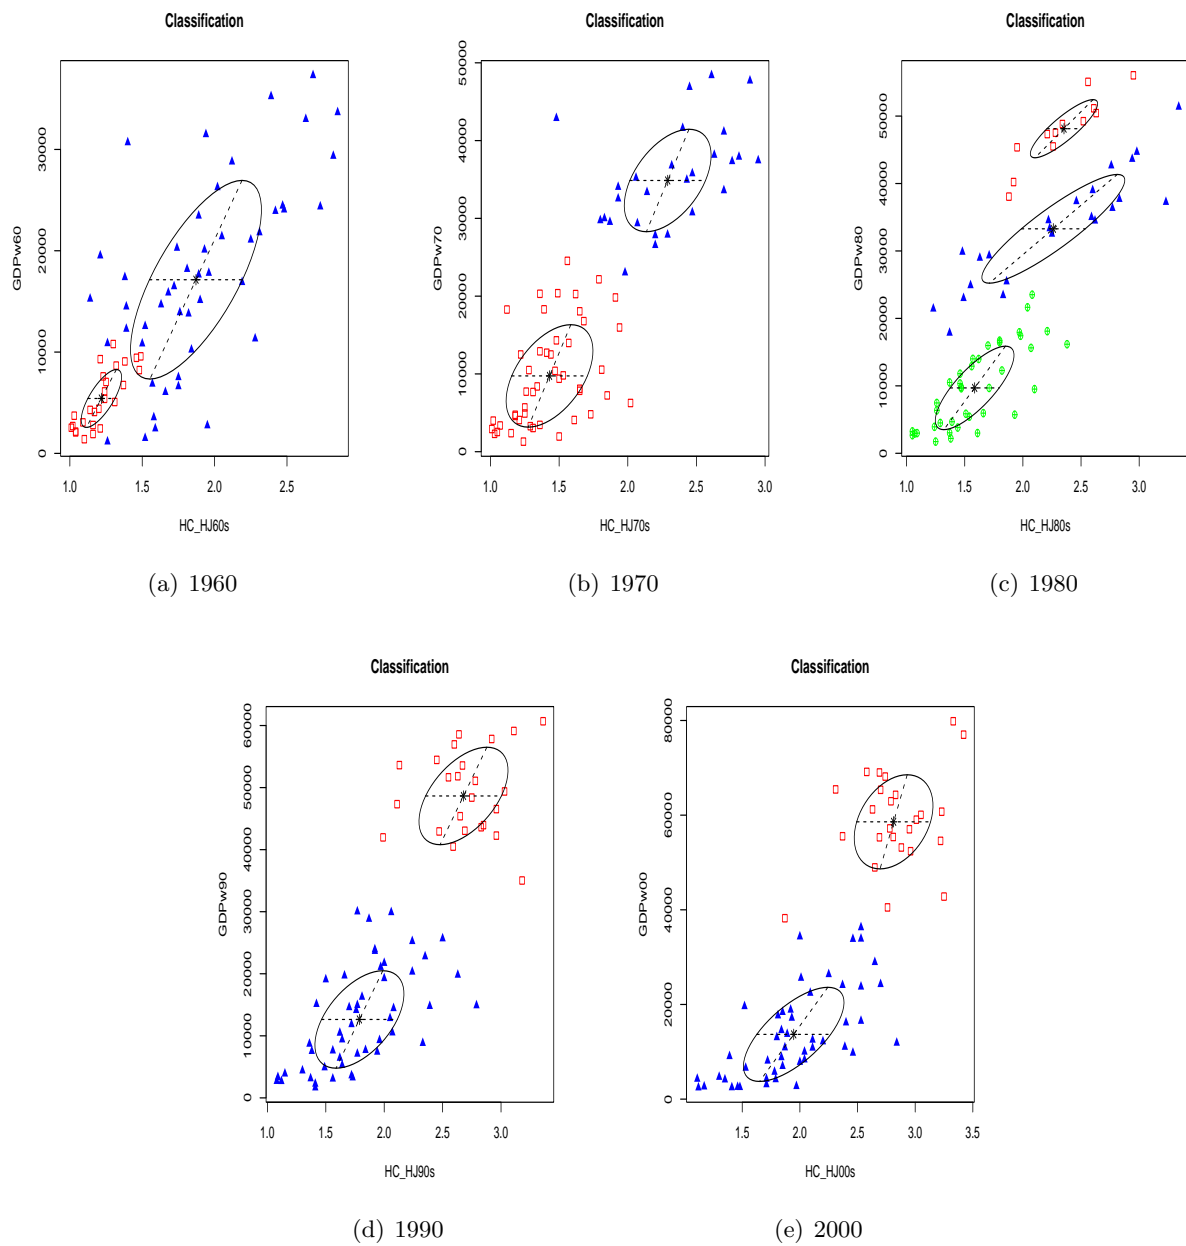 Classification
GDPw60
0 10000 20000 30000
1.0 1.5 2.0 2.5
HC_HJ60s
(a) 1960
Classification
GDPw70
0 10000 20000 30000 40000 50000
1.0 1.5 2.0 2.5 3.0
HC_HJ70s
(b) 1970
Classification
GDPw80
0 10000 20000 30000 40000 50000
1.0 1.5 2.0 2.5 3.0
HC_HJ80s
(c) 1980
Classification
GDPw90
0 10000 20000 30000 40000 50000 60000
1.0 1.5 2.0 2.5 3.0
HC_HJ90s
(d) 1990
Classification
GDPw00
0 20000 40000 60000 80000
1.5 2.0 2.5 3.0 3.5
HC_HJ00s
(e) 2000